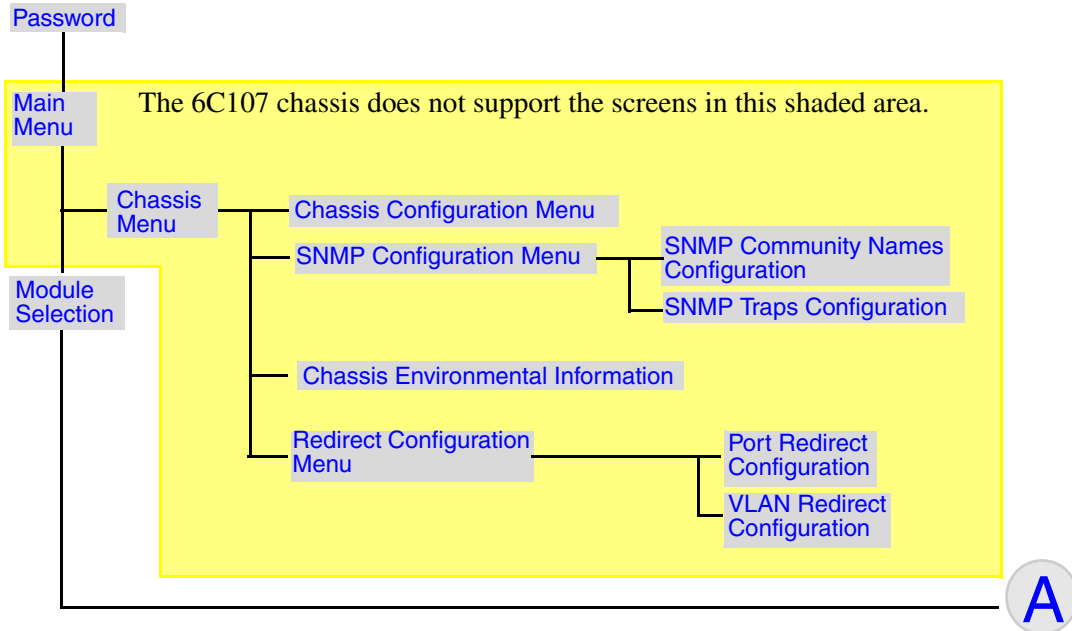 Password
Main
Menu
The 6C107 chassis does not support the screens in this shaded area.
Chassis
Menu
Chassis Configuration Menu
SNMP Configuration Menu
SNMP Community Names
Configuration
SNMP Traps Configuration
Module
Selection
Chassis Environmental Information
Redirect Configuration
Menu
Port Redirect
Configuration
VLAN Redirect
Configuration
A